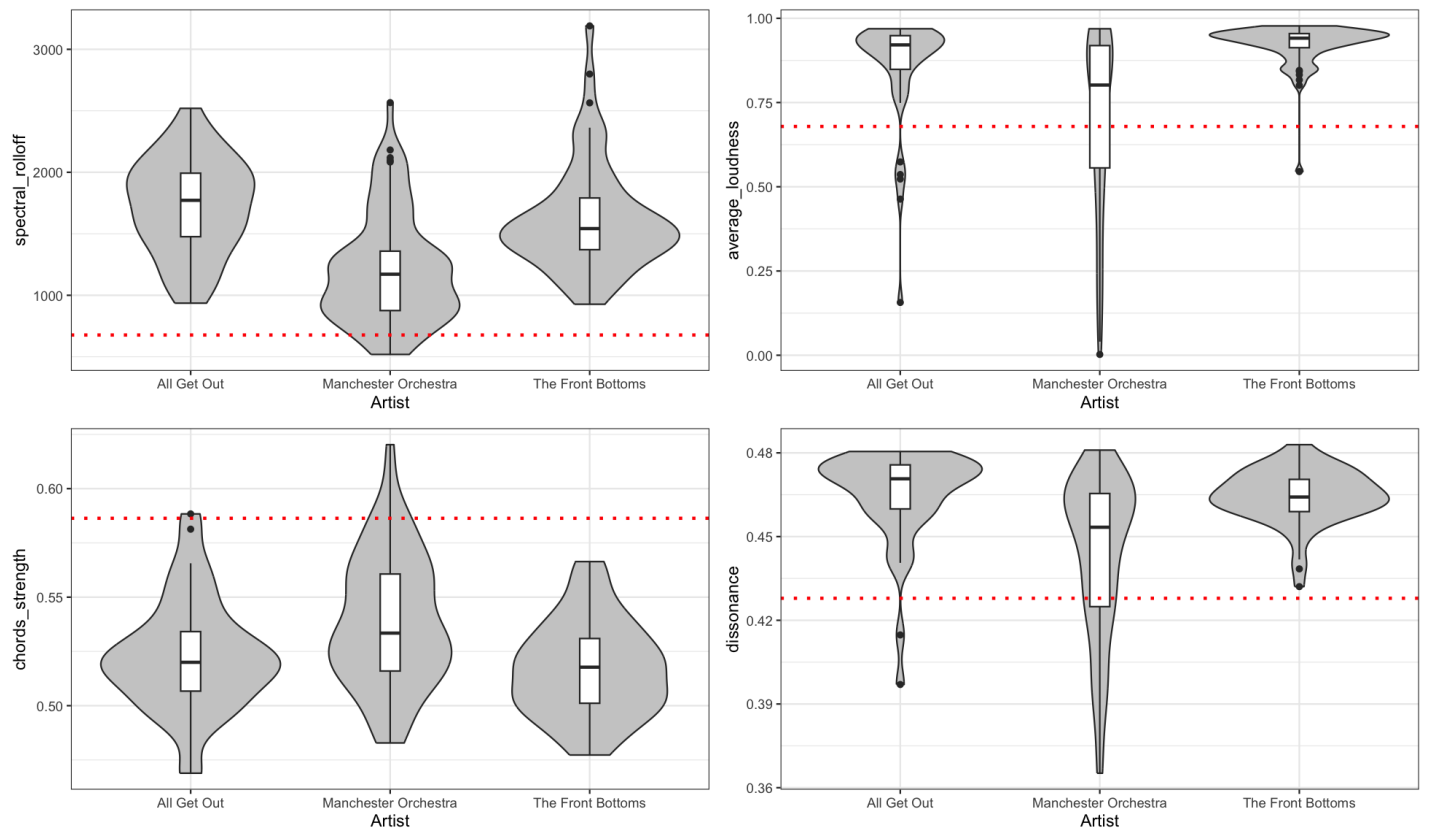 spectral_rolloff
3000
2000
1000
All Get Out Manchester Orchestra The Front Bottoms
Artist
average_loudness
1.00
0.75
0.50
0.25
0.00
All Get Out Manchester Orchestra The Front Bottoms
Artist
chords_strength
0.60
0.55
0.50
All Get Out Manchester Orchestra The Front Bottoms
Artist
dissonance
0.48
0.45
0.42
0.39
0.36
All Get Out Manchester Orchestra The Front Bottoms
Artist